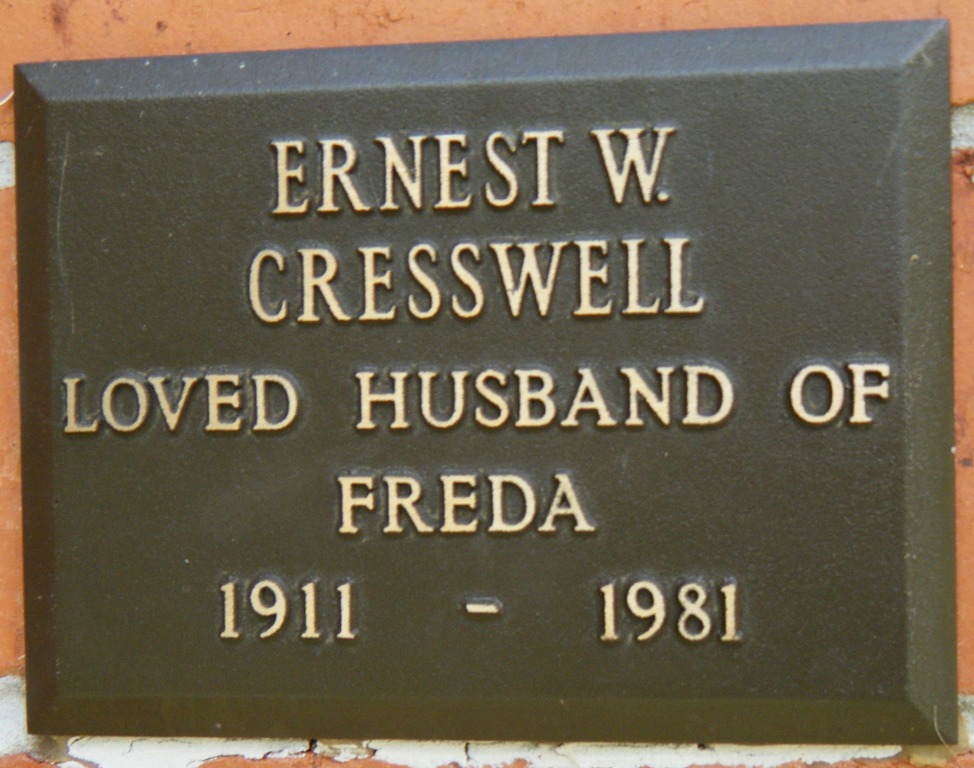 ERNEST W.
CRESSWELL
LOVED HUSBAND OF
FREDA
1911 - 1981